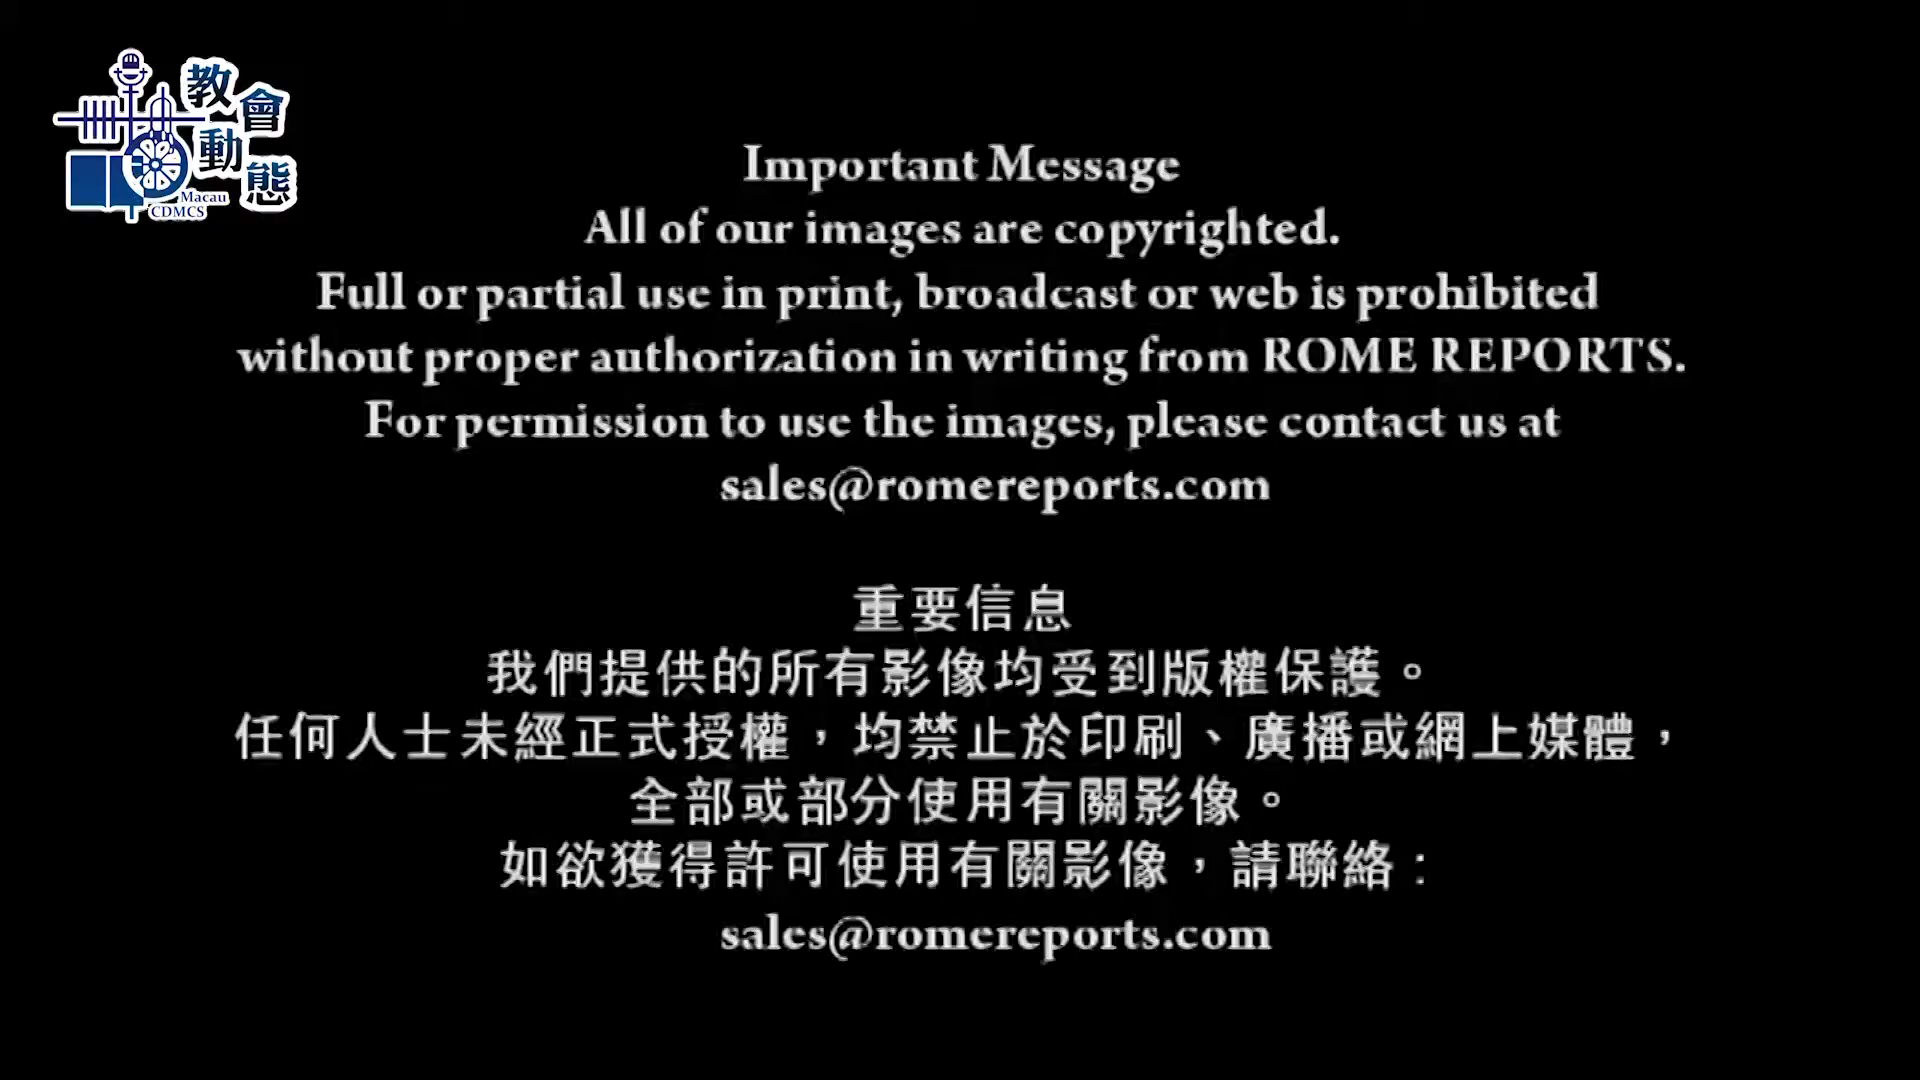 教會動態
Macau
CDMCS
Important Message
All of our images are copyrighted.
Full or partial use in print, broadcast or web is prohibited
without proper authorization in writing from ROME REPORTS.
For permission to use the images, please contact us at
sales@romereports.com
重要信息
我們提供的所有影像均受到版權保護。
任何人士未經正式授權，均禁止於印刷、廣播或網上媒體，
全部或部分使用有關影像。
如欲獲得許可使用有關影像，請聯絡：
sales@romereports.com